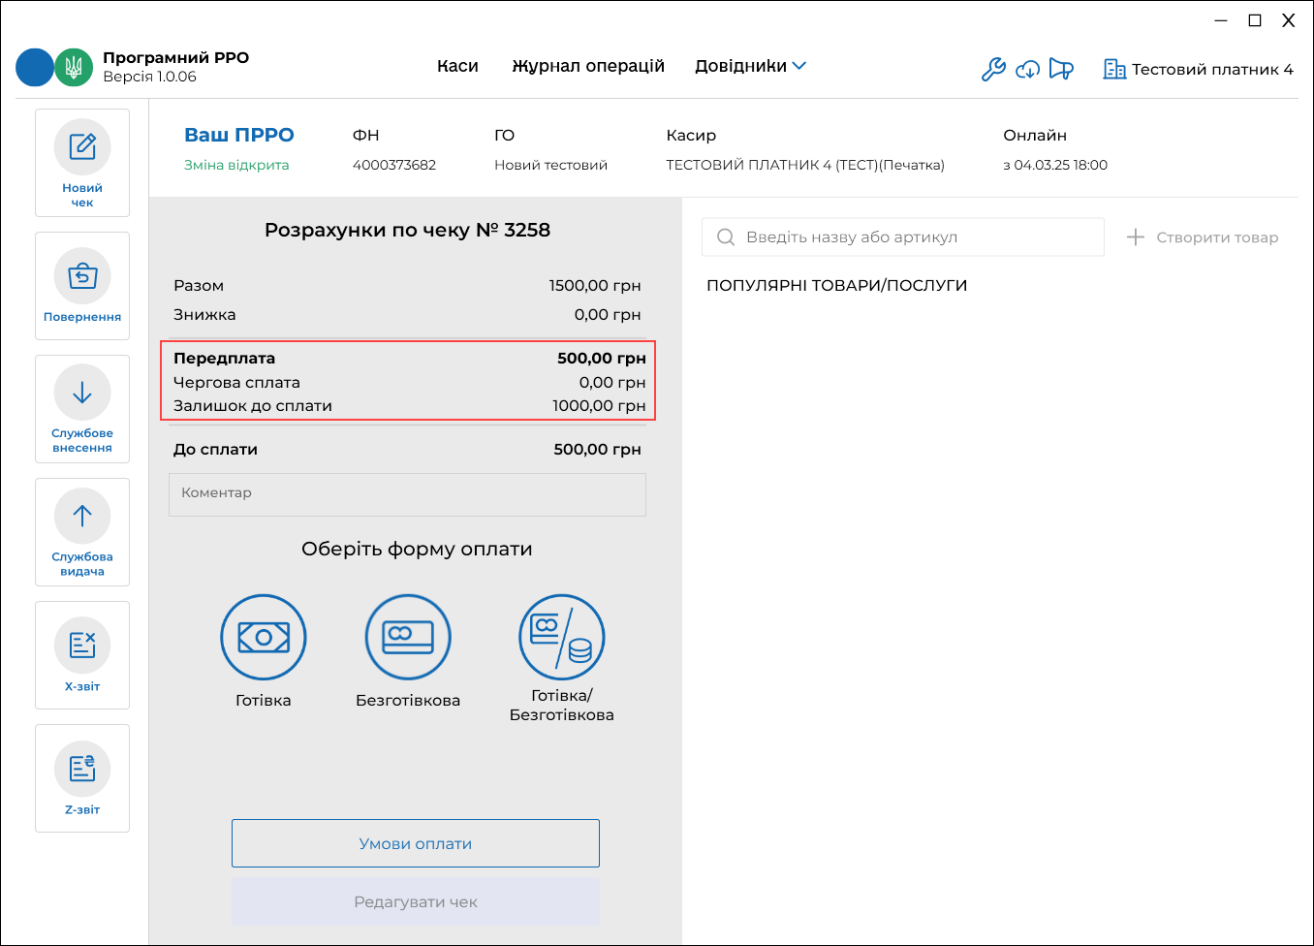 Програмний РРО
Версія 1.0.06
Каси
Журнал операцій
Довідники
Тестовий платник 4
Новий
чек
Повернення
Службове
внесення
Службова
видача
Х-звіт
Z-звіт
Ваш ПРРО
Зміна відкрита
ФН
4000373682
ГО
Новий тестовий
Касир
ТЕСТОВИЙ ПЛАТНИК 4 (ТЕСТ)(Печатка)
Онлайн
з 04.03.25 18:00
Розрахунки по чеку № 3258
Разом 1500,00 грн
Знижка 0,00 грн
Передплата 500,00 грн
Чергова сплата 0,00 грн
Залишок до сплати 1000,00 грн
До сплати 500,00 грн
Коментар
Оберіть форму оплати
Готівка
Безготівкова
Готівка/
Безготівкова
Умови оплати
Редагувати чек
Введіть назву або артикул
Створити товар
ПОПУЛЯРНІ ТОВАРИ/ПОСЛУГИ